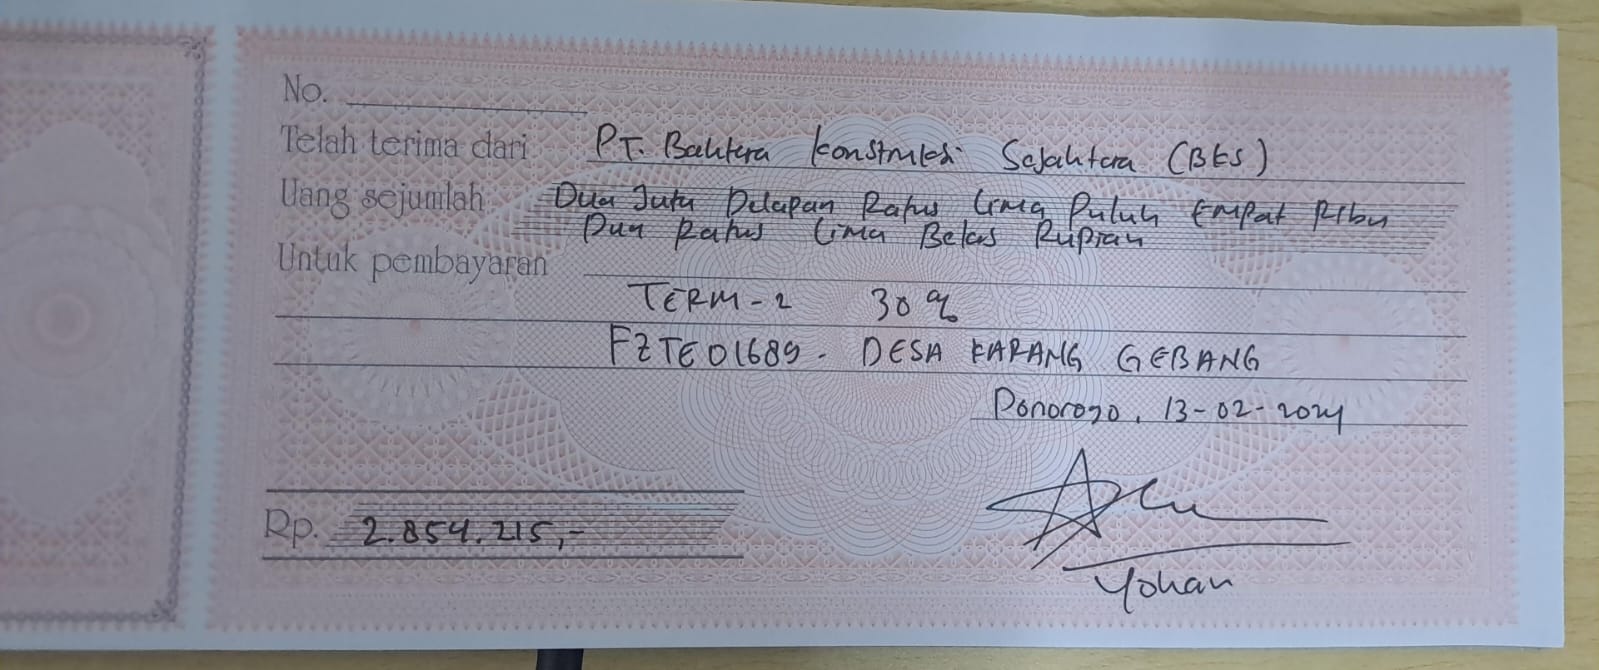 No.
Telah terima dari PT. Bahtera Konstruksi Sejahtera (BKS)
Uang sejumlah Dua Juta Delapan Ratus Lima Puluh Empat Ribu
Dua Ratus Lima Belas Rupiah
Untuk pembayaran
TERM-2 30%
FZTE01689- DESA KARANG GEBANG
Ponorogo, 13-02-2024
Rp. 2.854.215,-
Yohan